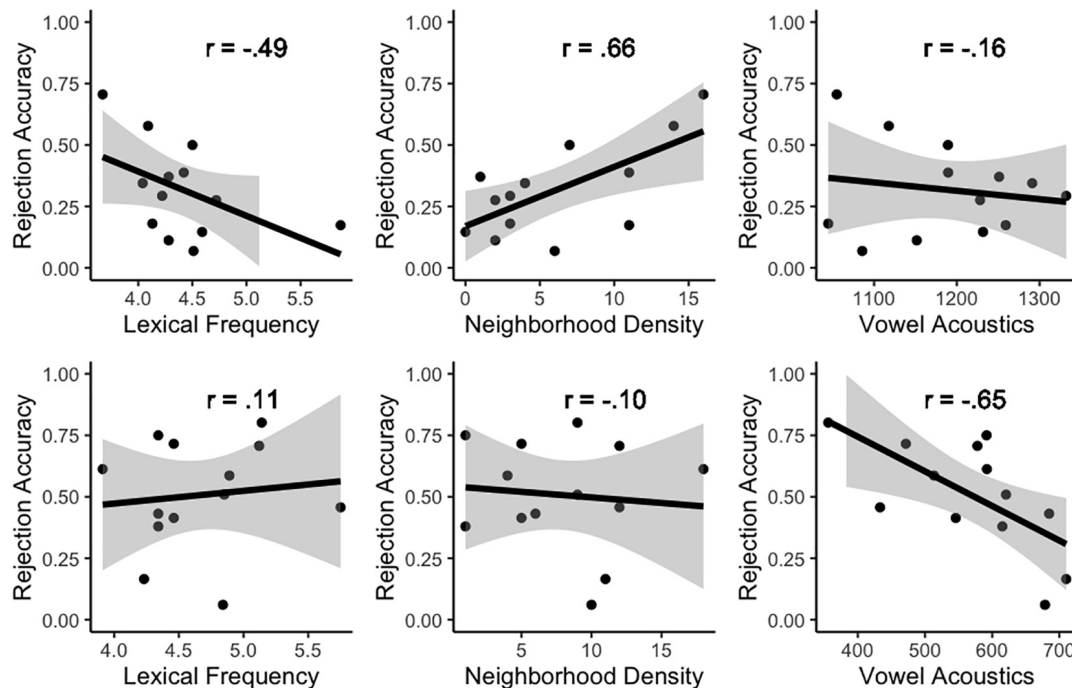 r = -.49
Rejection Accuracy
1.00
0.75
0.50
0.25
0.00
4.0 4.5 5.0 5.5
Lexical Frequency
r = .66
Rejection Accuracy
1.00
0.75
0.50
0.25
0.00
0 5 10 15
Neighborhood Density
r = -.16
Rejection Accuracy
1.00
0.75
0.50
0.25
0.00
1100 1200 1300
Vowel Acoustics
r = .11
Rejection Accuracy
1.00
0.75
0.50
0.25
0.00
4.0 4.5 5.0 5.5
Lexical Frequency
r = -.10
Rejection Accuracy
1.00
0.75
0.50
0.25
0.00
0 5 10 15
Neighborhood Density
r = -.65
Rejection Accuracy
1.00
0.75
0.50
0.25
0.00
400 500 600 700
Vowel Acoustics